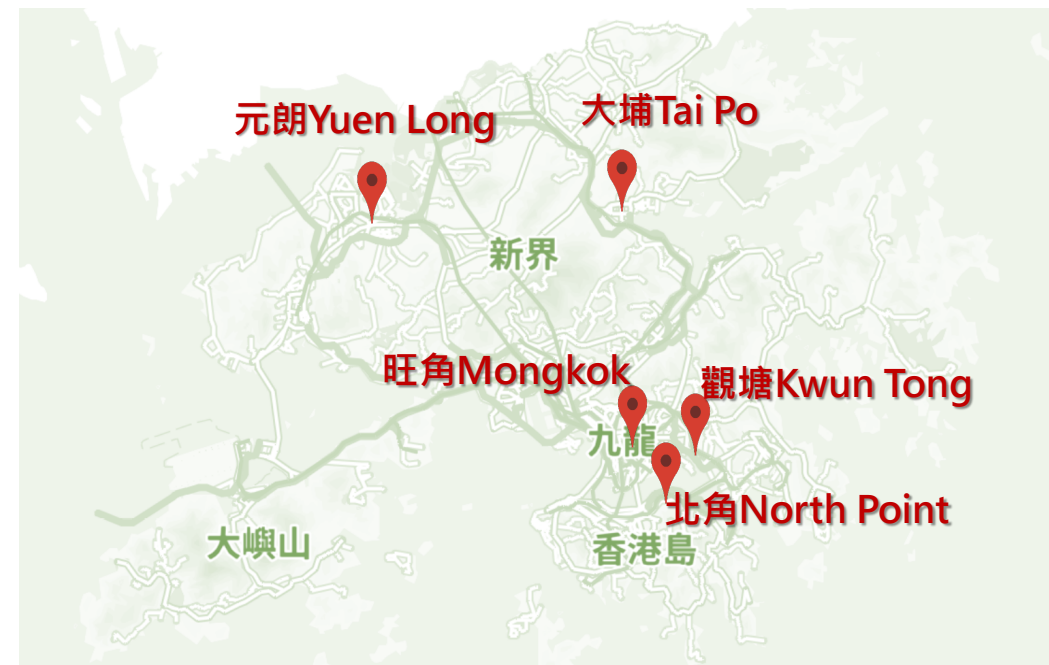 元朗Yuen Long
大埔Tai Po
新界
旺角Mongkok
觀塘Kwun Tong
九龍
北角North Point
大嶼山
香港島